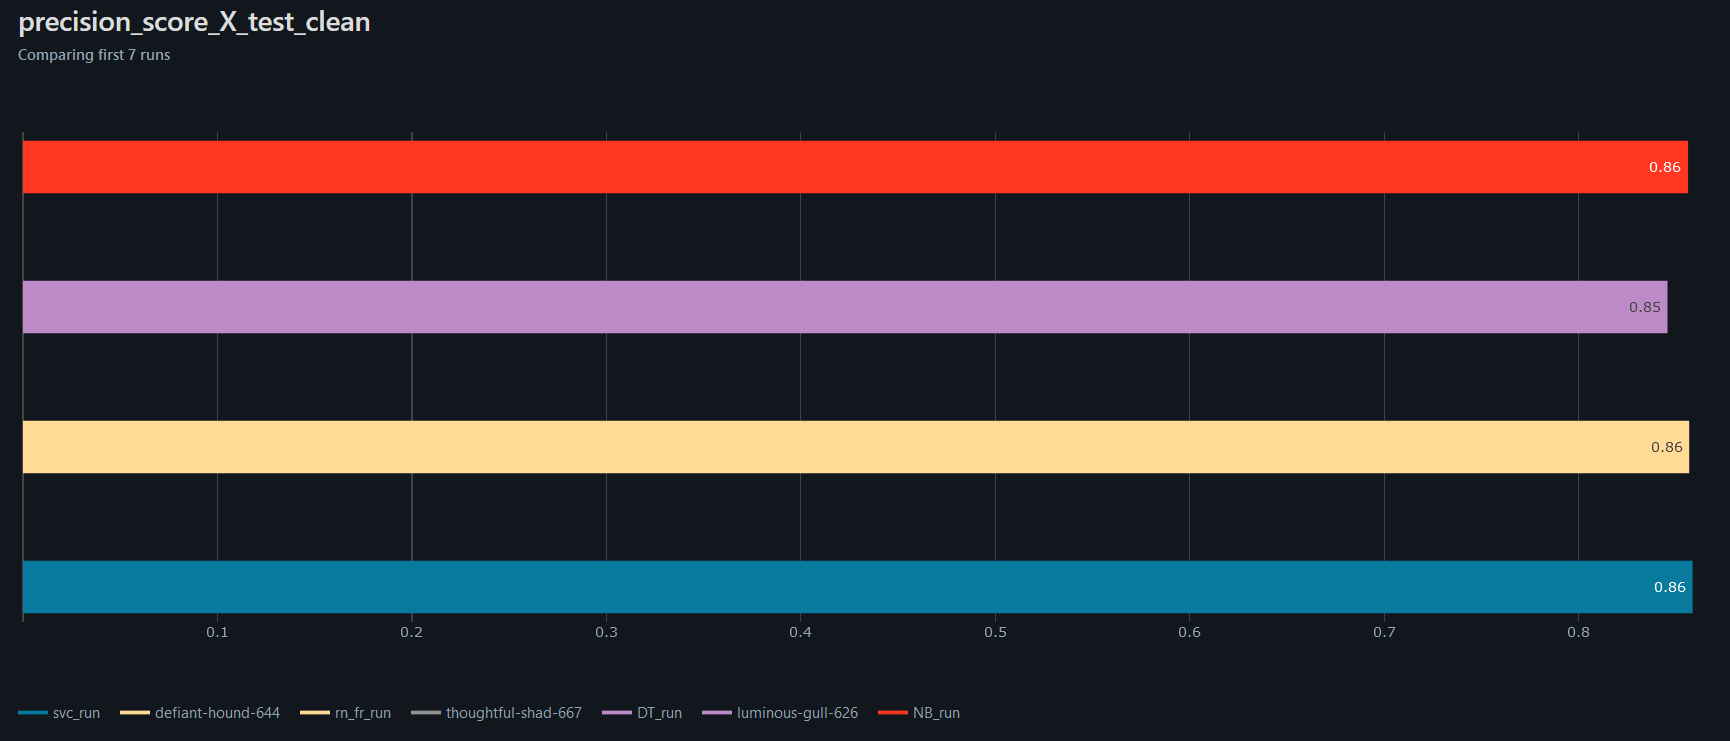 precision_score_X_test_clean
Comparing first 7 runs
0.86
0.85
0.86
0.86
0.1 0.2 0.3 0.4 0.5 0.6 0.7 0.8
svc_run defiant-hound-644 rn_fr_run thoughtful-shad-667 DT_run luminous-gull-626 NB_run